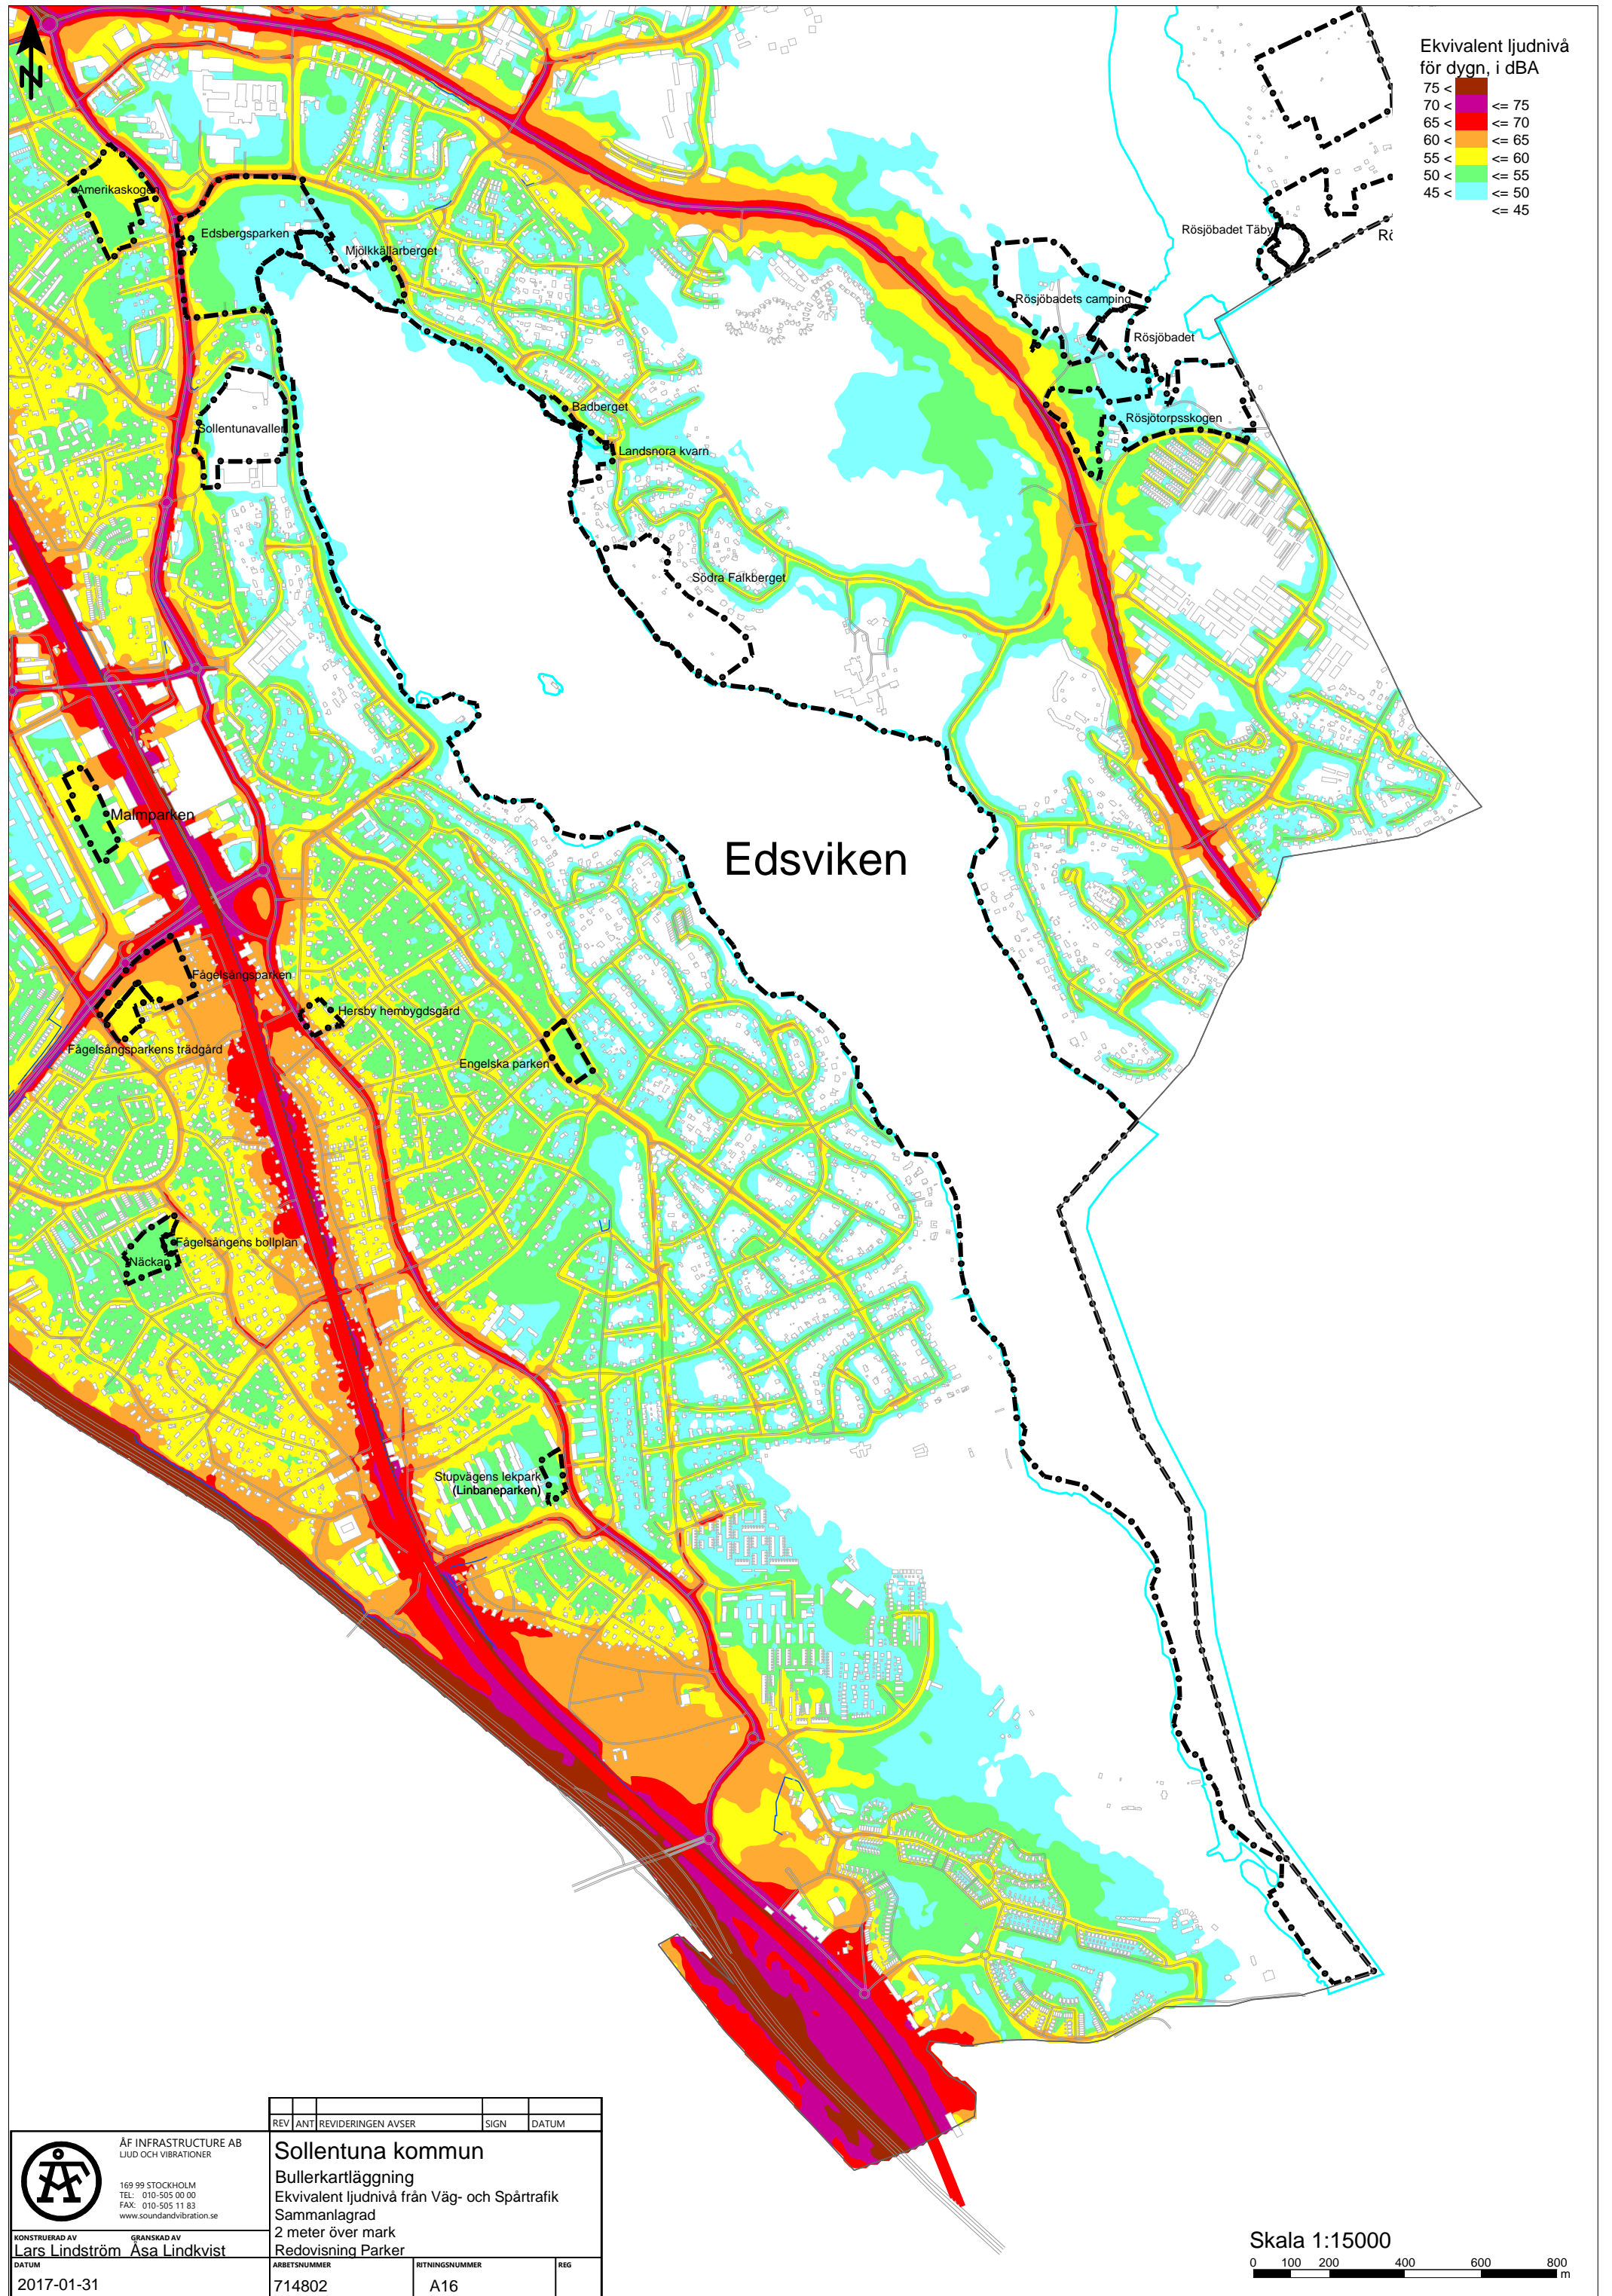 N
Ekvivalent ljudnivå
för dygn, i dBA
75 <
70 < <= 75
65 < <= 70
60 < <= 65
55 < <= 60
50 < <= 55
45 < <= 50
<= 45
Amerikaskogen
Edsbergsparken
Mjölkkällarberget
Rösjöbadet Täby
Rösjöbadets camping
Rösjöbadet
Badberget
Rösjötorpsskogen
Sollentunavallen
Landsnora kvarn
Södra Falkberget
Malmparken
Edsviken
Fågelsångsparken
Hersby hembygdsgård
Fågelsångsparkens trädgård
Engelska parken
Fågelsångens bollplan
Näckan
Stupvägens lekpark
(Linbaneparken)
REV ANT REVIDERINGEN AVSER SIGN DATUM
ÅF INFRASTRUCTURE AB
LJUD OCH VIBRATIONER
169 99 STOCKHOLM
TEL: 010-505 00 00
FAX: 010-505 11 83
www.soundandvibration.se
ÅF
KONSTRUERAD AV GRANSKAD AV
Lars Lindström Åsa Lindkvist
DATUM
2017-01-31
Sollentuna kommun
Bullerkartläggning
Ekvivalent ljudnivå från Väg- och Spårtrafik
Sammanlagrad
2 meter över mark
Redovisning Parker
ARBETSNUMMER RITNINGSNUMMER REG
714802 A16
Skala 1:15000
0 100 200 400 600 800
m